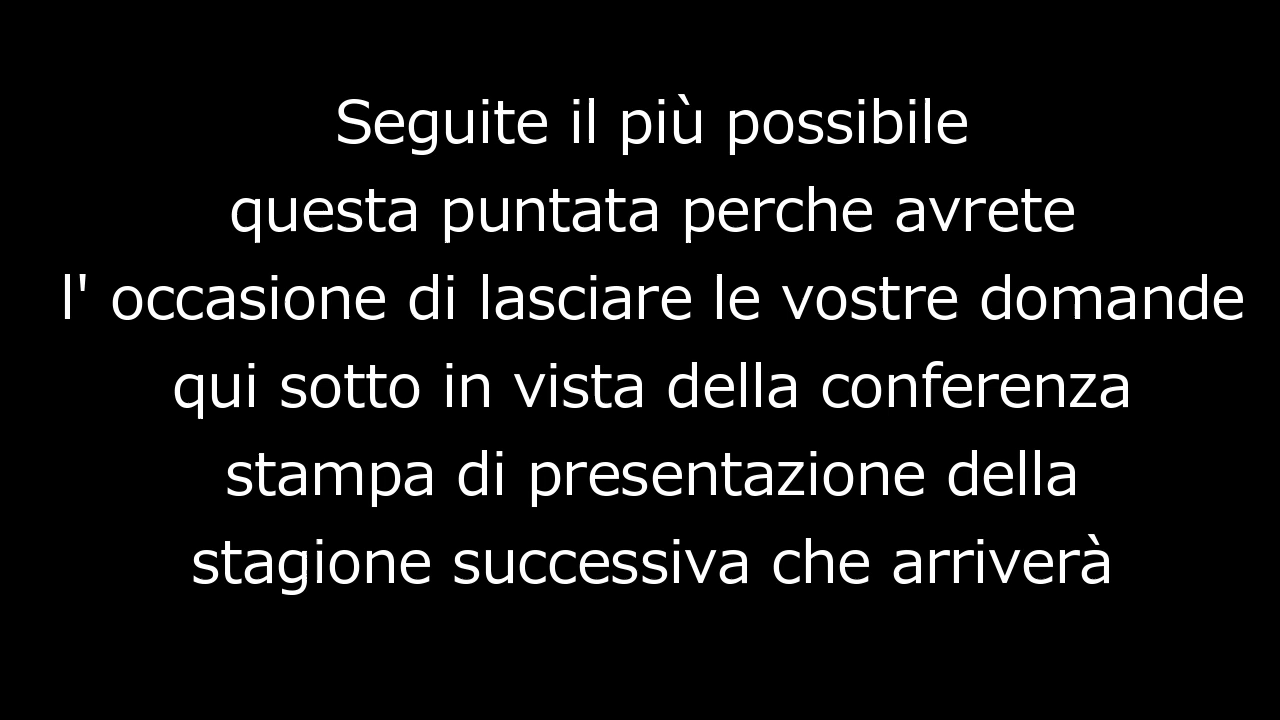 Seguite il più possibile
questa puntata perche avrete
l' occasione di lasciare le vostre domande
qui sotto in vista della conferenza
stampa di presentazione della
stagione successiva che arriverà